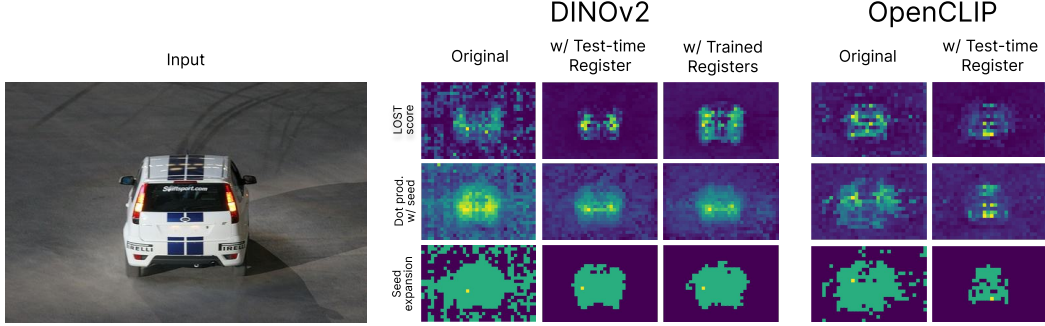 DINOv2
OpenCLIP
Input
Original
w/ Test-time
Register
w/ Trained
Registers
Original
w/ Test-time
Register
LOST
score
Dot prod.
w/ seed
Seed
expansion
PIRELLI